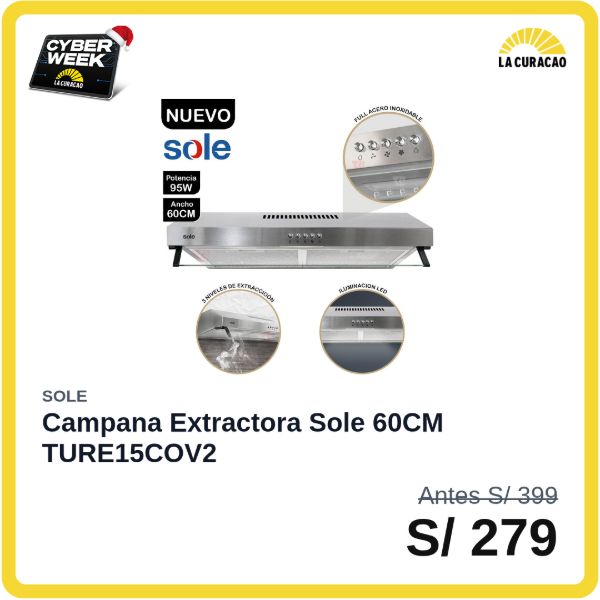 CYBER
WEEK
LA CURACAO
LA CURACAO
NUEVO
sole
Potencia
95W
Ancho
60CM
FULL ACERO INOXIDABLE
sole
3 NIVELES DE EXTRACCIÓN
ILUMINACION LED
SOLE
Campana Extractora Sole 60CM
TURE15COV2
Antes S/ 399
S/ 279